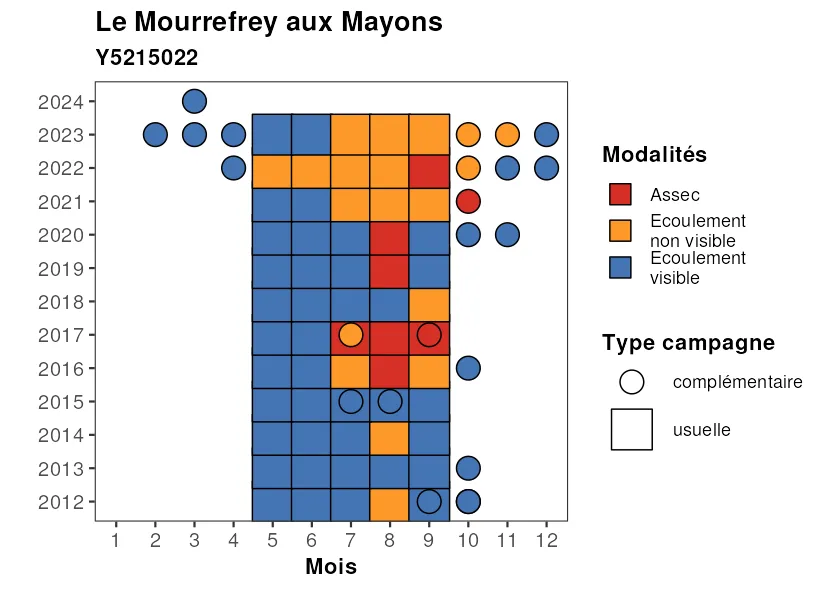 Le Mourrefrey aux Mayons
Y5215022
2024
2023
2022
2021
2020
2019
2018
2017
2016
2015
2014
2013
2012
1 2 3 4 5 6 7 8 9 10 11 12
Mois
Modalités
Assec
Ecoulement
non visible
Ecoulement
visible
Type campagne
complémentaire
usuelle